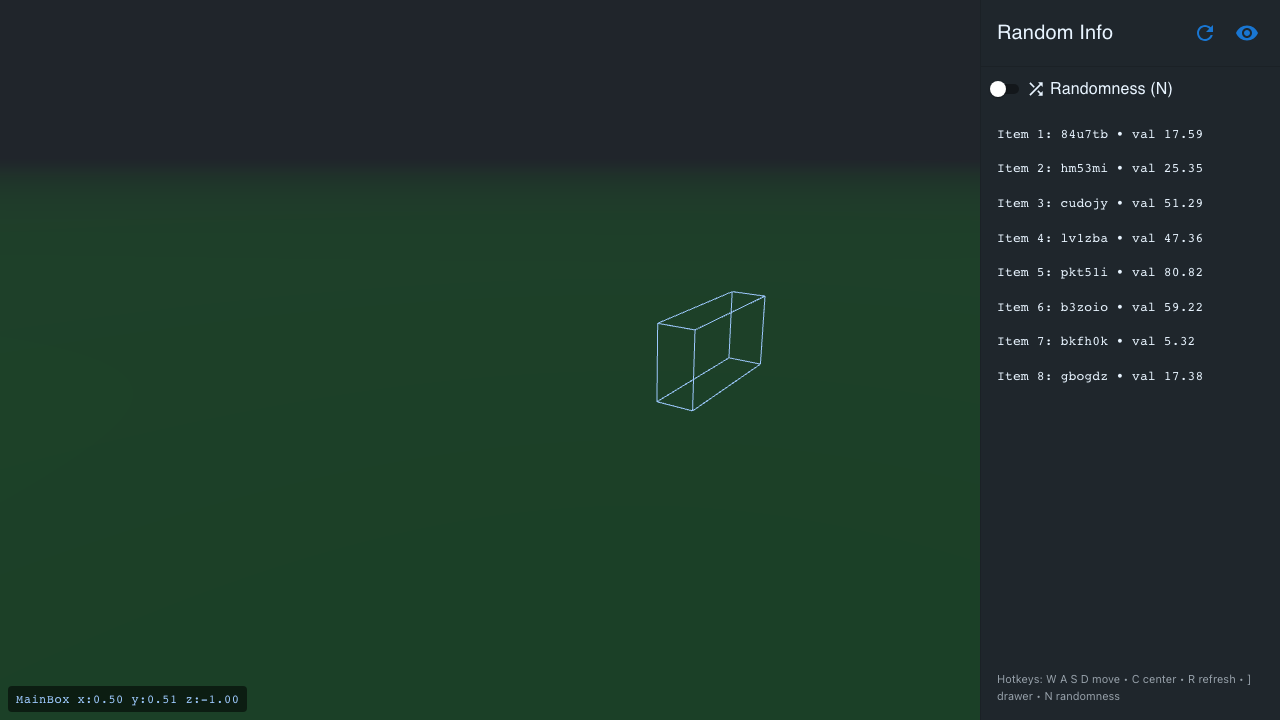 Random Info
Randomness (N)
Item 1: 84u7tb • val 17.59
Item 2: hm53mi • val 25.35
Item 3: cudojy • val 51.29
Item 4: lvlzba • val 47.36
Item 5: pkt5li • val 80.82
Item 6: b3zoio • val 59.22
Item 7: bkfh0k • val 5.32
Item 8: gbogdz • val 17.38
Hotkeys: W A S D move • C center • R refresh • ]
drawer • N randomness
MainBox x:0.50 y:0.51 z:-1.00